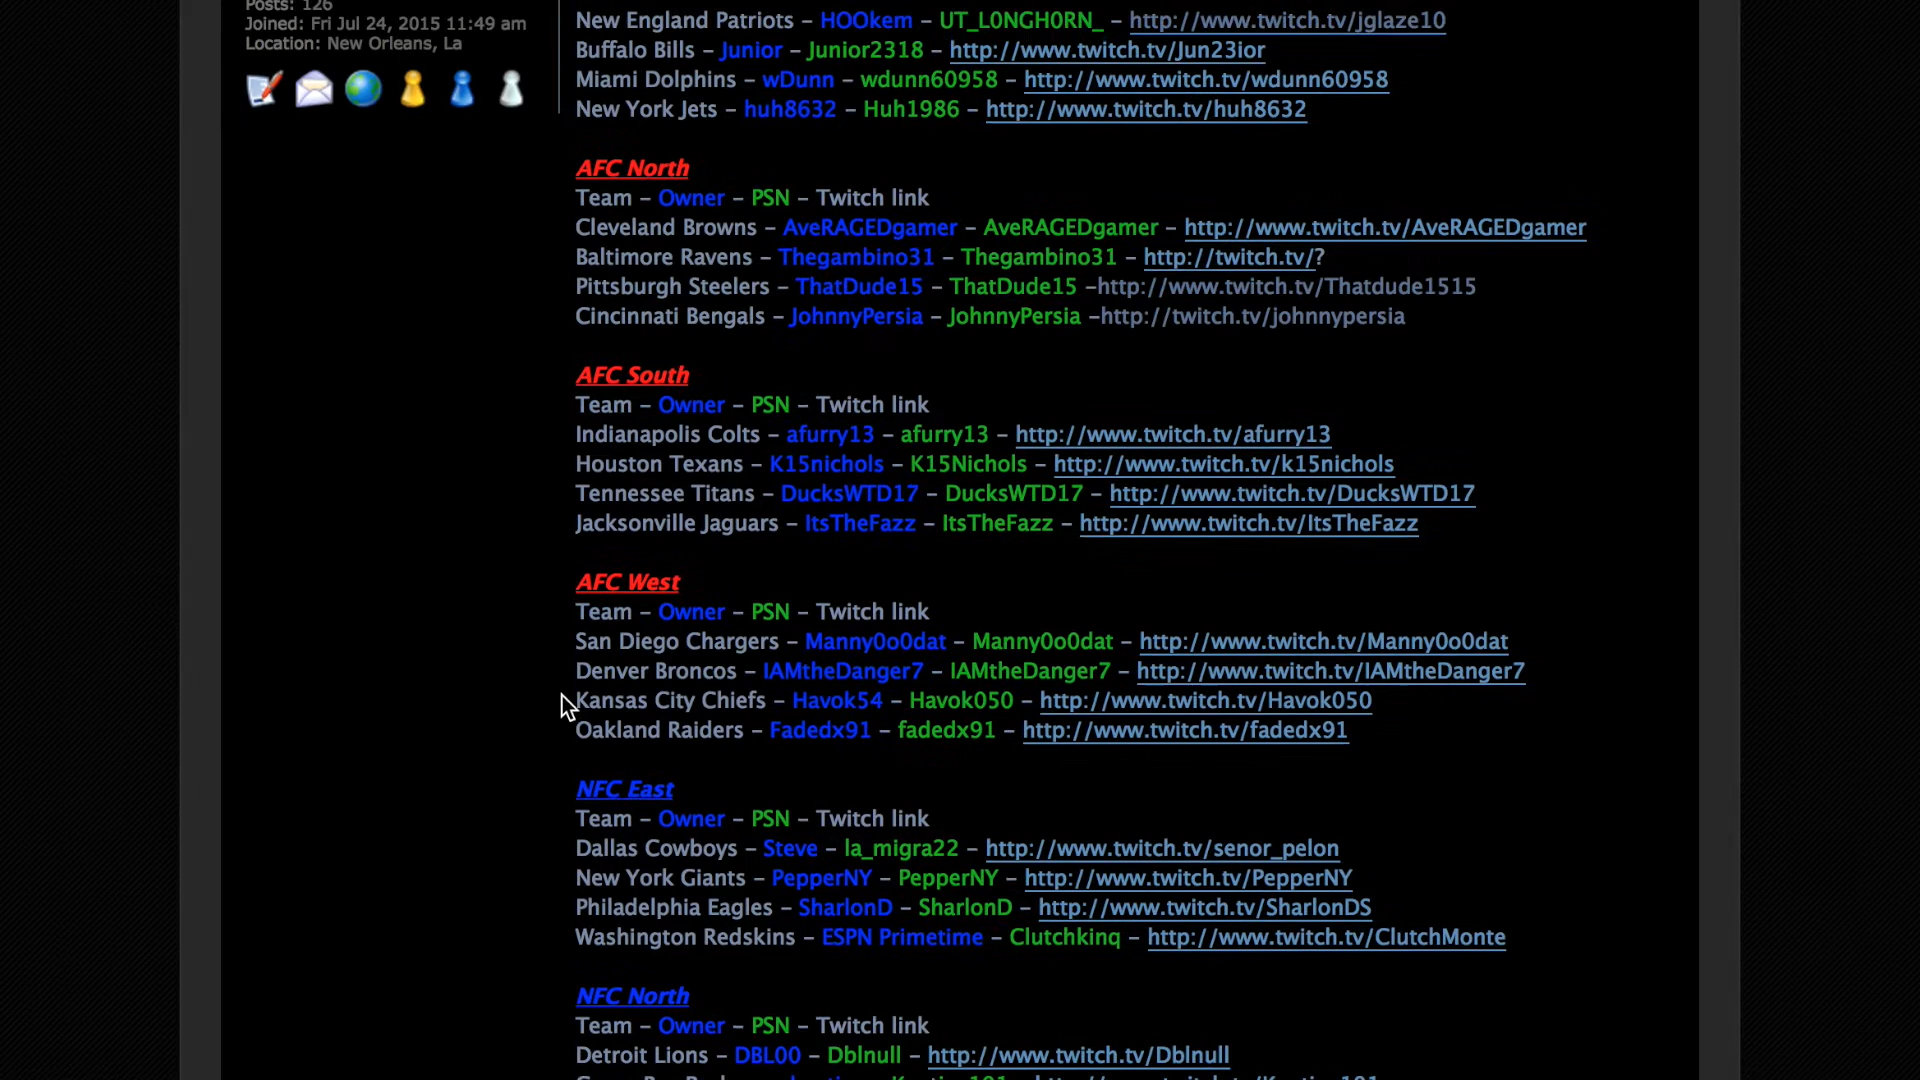 Posts: 126
Joined: Fri Jul 24, 2015 11:49 am
Location: New Orleans, La
New England Patriots – HOOkem – UT_L0NGH0RN_ – http://www.twitch.tv/jglaze10
Buffalo Bills – Junior – Junior2318 – http://www.twitch.tv/Jun23ior
Miami Dolphins – wDunn – wdunn60958 – http://www.twitch.tv/wdunn60958
New York Jets – huh8632 – Huh1986 – http://www.twitch.tv/huh8632
AFC North
Team – Owner – PSN – Twitch link
Cleveland Browns – AveRAGEDgamer – AveRAGEDgamer – http://www.twitch.tv/AveRAGEDgamer
Baltimore Ravens – Thegambino31 – Thegambino31 – http://twitch.tv/?
Pittsburgh Steelers – ThatDude15 – ThatDude15 –http://www.twitch.tv/Thatdude1515
Cincinnati Bengals – JohnnyPersia – JohnnyPersia –http://twitch.tv/johnnypersia
AFC South
Team – Owner – PSN – Twitch link
Indianapolis Colts – afurry13 – afurry13 – http://www.twitch.tv/afurry13
Houston Texans – K15nichols – K15Nichols – http://www.twitch.tv/k15nichols
Tennessee Titans – DucksWTD17 – DucksWTD17 – http://www.twitch.tv/DucksWTD17
Jacksonville Jaguars – ItsTheFazz – ItsTheFazz – http://www.twitch.tv/ItsTheFazz
AFC West
Team – Owner – PSN – Twitch link
San Diego Chargers – Manny0o0dat – Manny0o0dat – http://www.twitch.tv/Manny0o0dat
Denver Broncos – IAMtheDanger7 – IAMtheDanger7 – http://www.twitch.tv/IAMtheDanger7
Kansas City Chiefs – Havok54 – Havok050 – http://www.twitch.tv/Havok050
Oakland Raiders – Fadedx91 – fadedx91 – http://www.twitch.tv/fadedx91
NFC East
Team – Owner – PSN – Twitch link
Dallas Cowboys – Steve – la_migra22 – http://www.twitch.tv/senor_pelon
New York Giants – PepperNY – PepperNY – http://www.twitch.tv/PepperNY
Philadelphia Eagles – SharlonD – SharlonD – http://www.twitch.tv/SharlonDS
Washington Redskins – ESPN Primetime – Clutchkinq – http://www.twitch.tv/ClutchMonte
NFC North
Team – Owner – PSN – Twitch link
Detroit Lions – DBL00 – Dblnull – http://www.twitch.tv/Dblnull